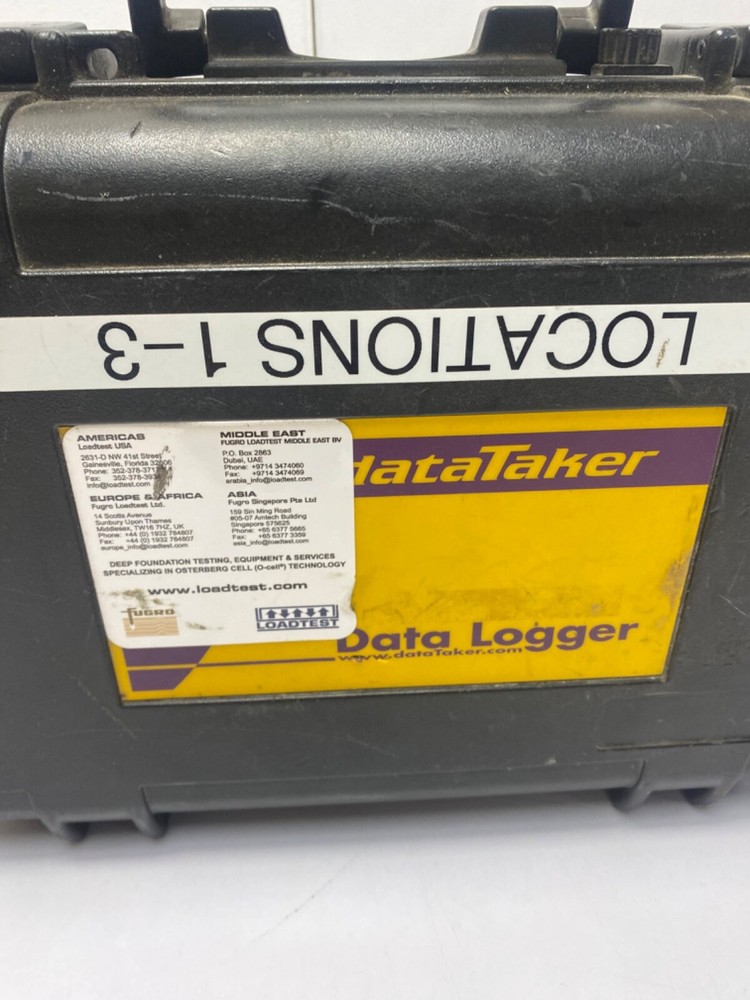 LOCATIONS 1-3
AMERICAS
Loadtest USA
2631-D NW 41st Street
Gainesville, Florida
Phone:
Fax:
info@loadtest.com
MIDDLE EAST
FUGRO LOADTEST MIDDLE EAST BV
P.O. Box 2863
Dubai, UAE
Phone: +9714 3474060
Fax: +9714 3474069
arabia_info@loadtest.com
EUROPE & AFRICA
Fugro Loadtest Ltd.
14 Scotts Avenue
Sunbury Upon Thames
Middlesex, TW16 7HZ, UK
Phone: +44 (0) 1932 784807
Fax: +44 (0) 1932 784807
europe_info@loadtest.com
ASIA
Fugro Singapore Pte Ltd
159 Sin Ming Road
#05-07 Amtech Building
Singapore 575625
Phone: +65 6377 5665
Fax: +65 6377 3359
asia_info@loadtest.com
DEEP FOUNDATION TESTING, EQUIPMENT & SERVICES
SPECIALIZING IN OSTERBERG CELL (O-cell®) TECHNOLOGY
www.loadtest.com
FUGRO
LOADTEST
dataTaker
Data Logger
www.dataTaker.com